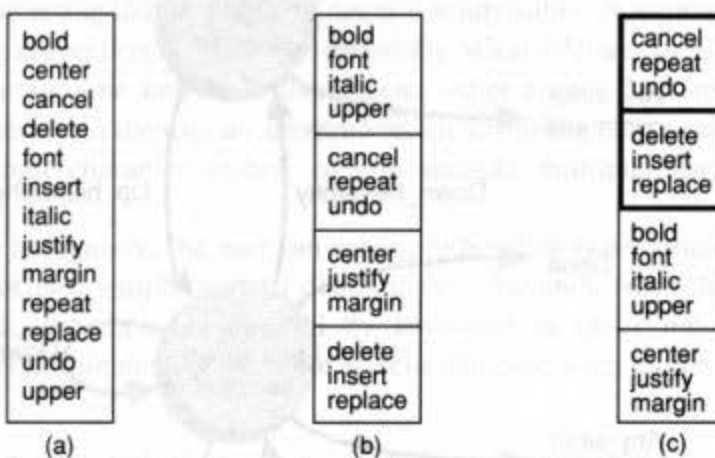 bold
center
cancel
delete
font
insert
italic
justify
margin
repeat
replace
undo
upper
(a)
bold
font
italic
upper
cancel
repeat
undo
center
justify
margin
delete
insert
replace
(b)
cancel
repeat
undo
delete
insert
replace
bold
font
italic
upper
center
justify
margin
(c)